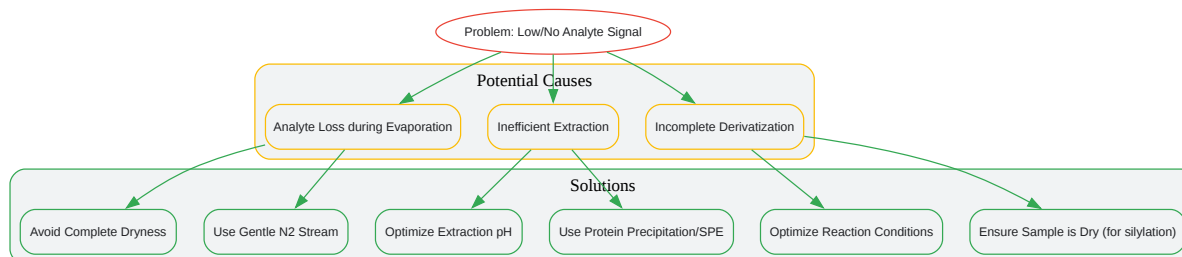 Problem: Low/No Analyte Signal
Potential Causes
Analyte Loss during Evaporation
Inefficient Extraction
Incomplete Derivatization
Solutions
Avoid Complete Dryness
Use Gentle N2 Stream
Optimize Extraction pH
Use Protein Precipitation/SPE
Optimize Reaction Conditions
Ensure Sample is Dry (for silylation)